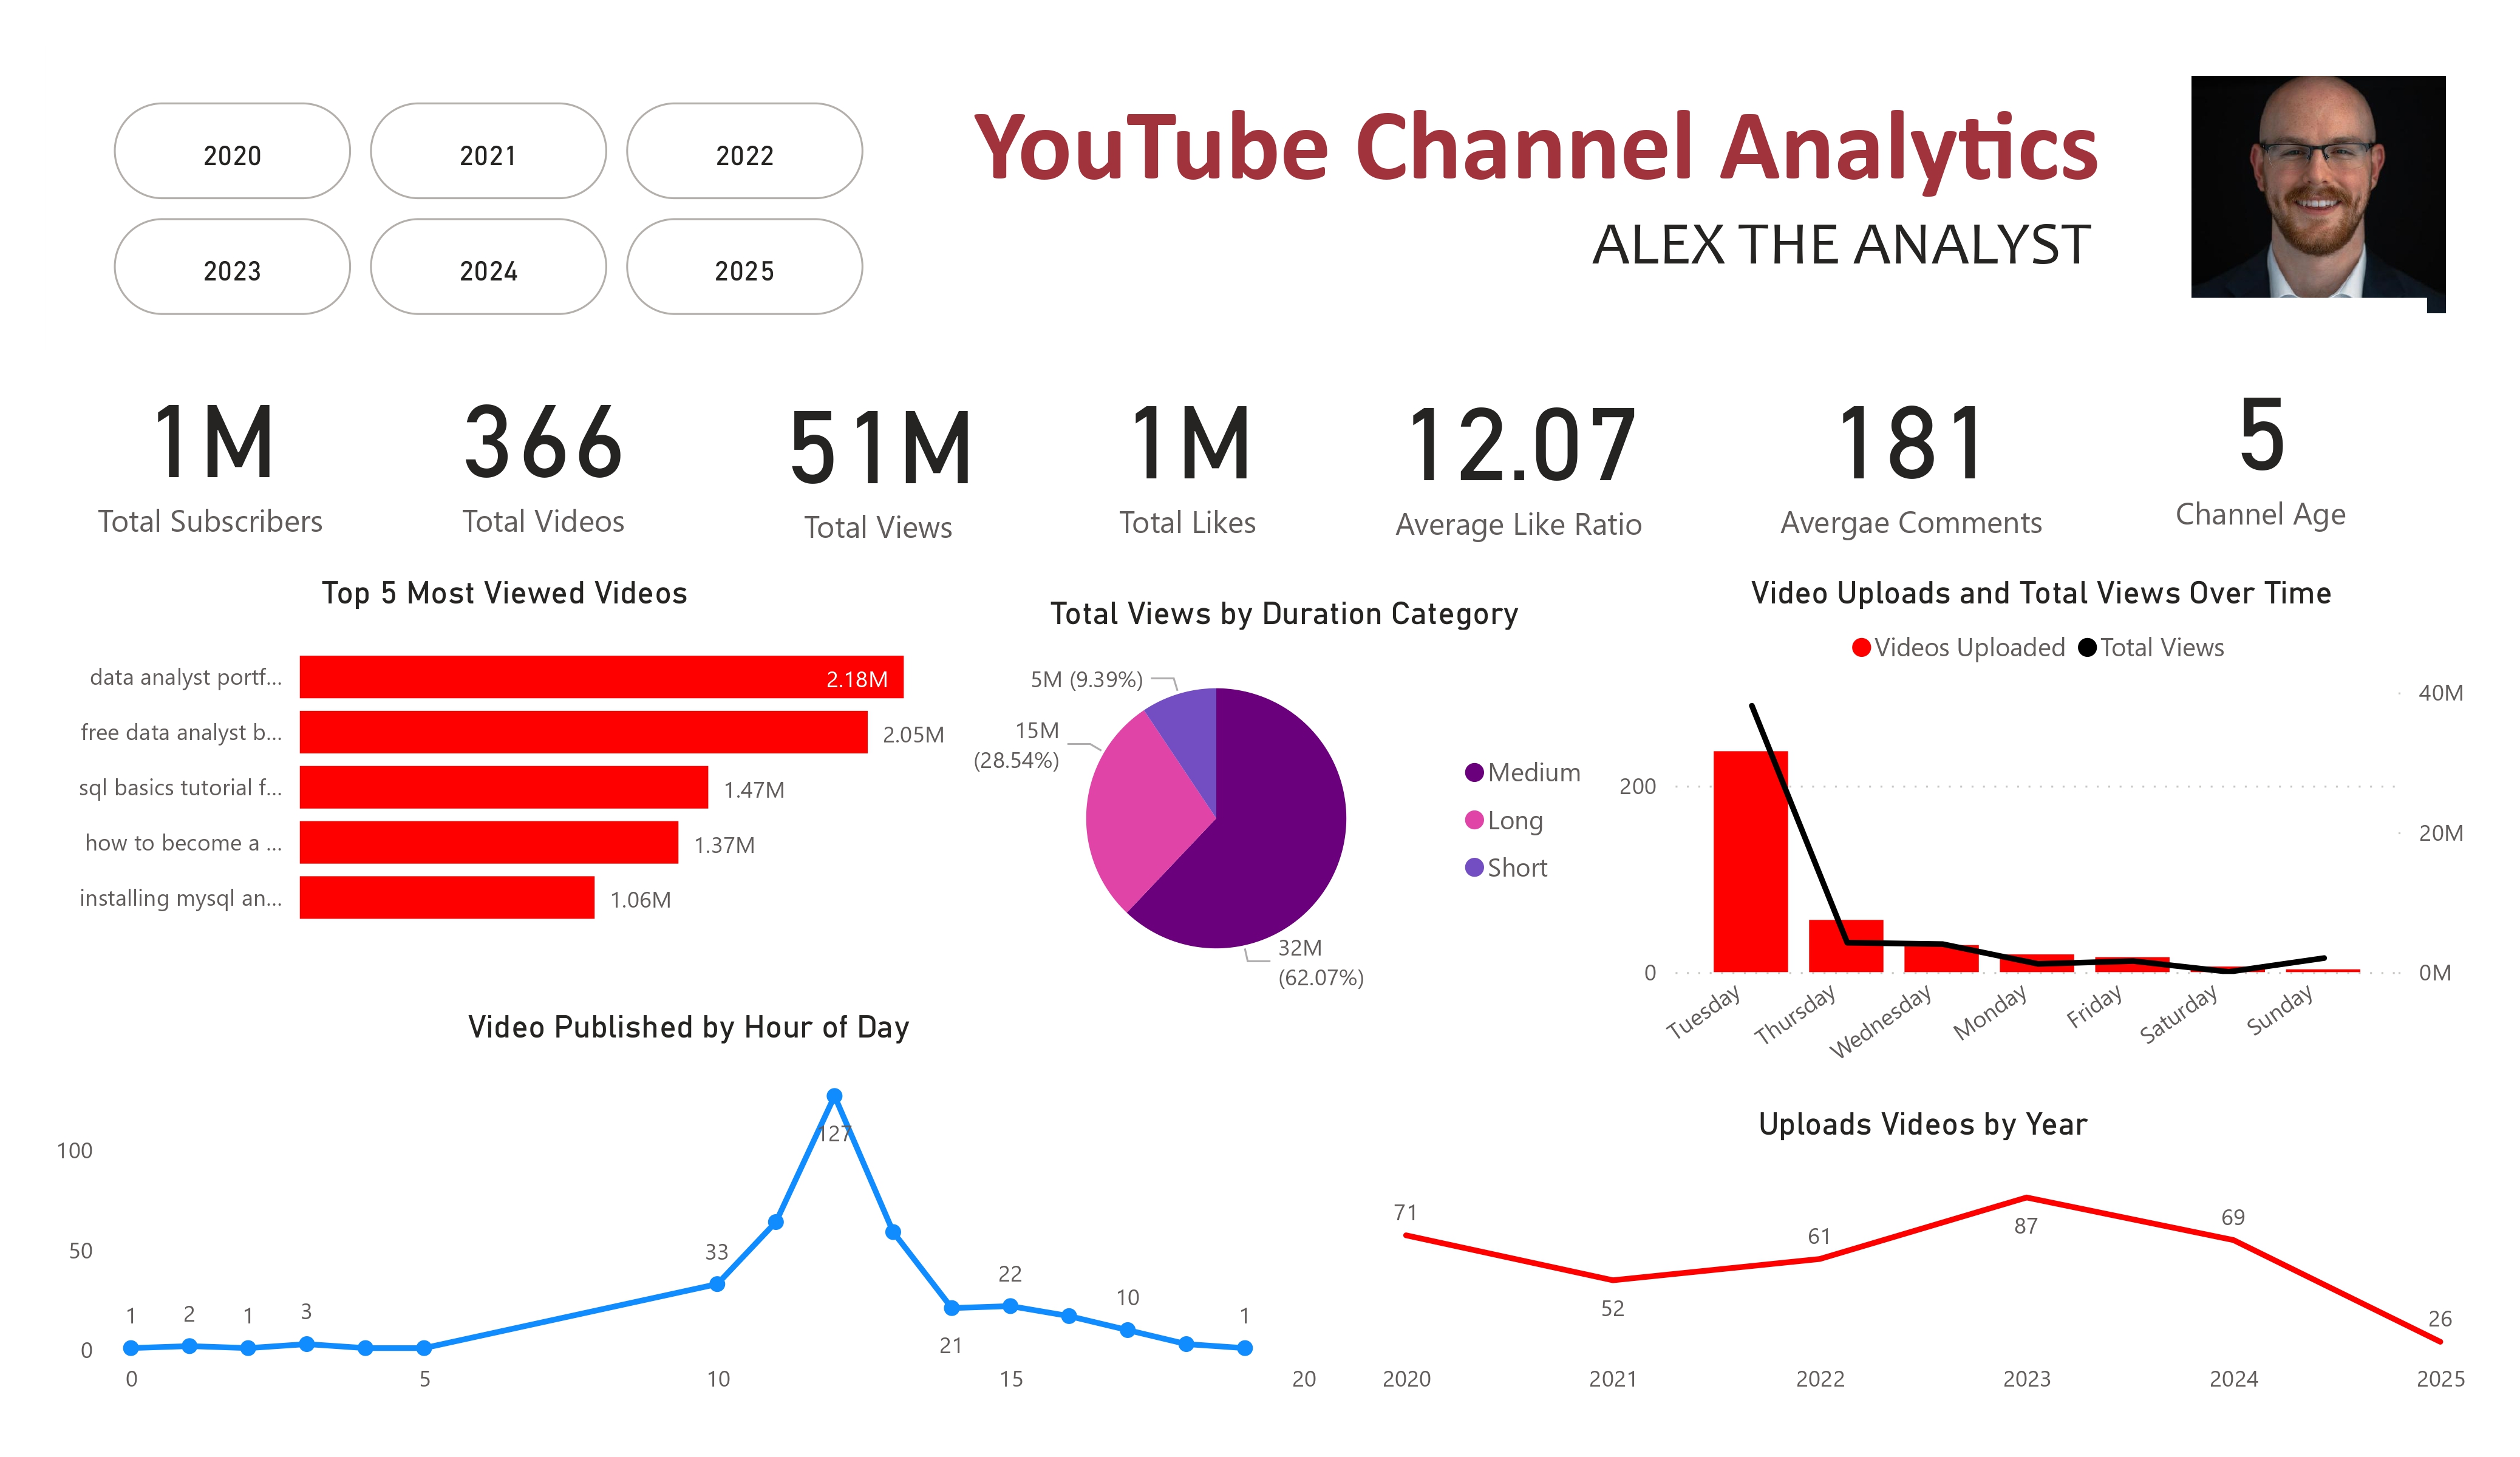 2020
2021
2022
2023
2024
2025
YouTube Channel Analytics
ALEX THE ANALYST
1M
Total Subscribers
366
Total Videos
51M
Total Views
1M
Total Likes
12.07
Average Like Ratio
181
Avergae Comments
5
Channel Age
Top 5 Most Viewed Videos
data analyst portf...
2.18M
free data analyst b...
2.05M
sql basics tutorial f...
1.47M
how to become a ...
1.37M
installing mysql an...
1.06M
Total Views by Duration Category
5M (9.39%)
15M
(28.54%)
32M
(62.07%)
Medium
Long
Short
Video Uploads and Total Views Over Time
Videos Uploaded
Total Views
40M
200
20M
0
0M
Tuesday
Thursday
Wednesday
Monday
Friday
Saturday
Sunday
Video Published by Hour of Day
100
50
0
1
2
1
3
33
127
21
22
10
1
0
5
10
15
20
Uploads Videos by Year
71
52
61
87
69
26
2020
2021
2022
2023
2024
2025